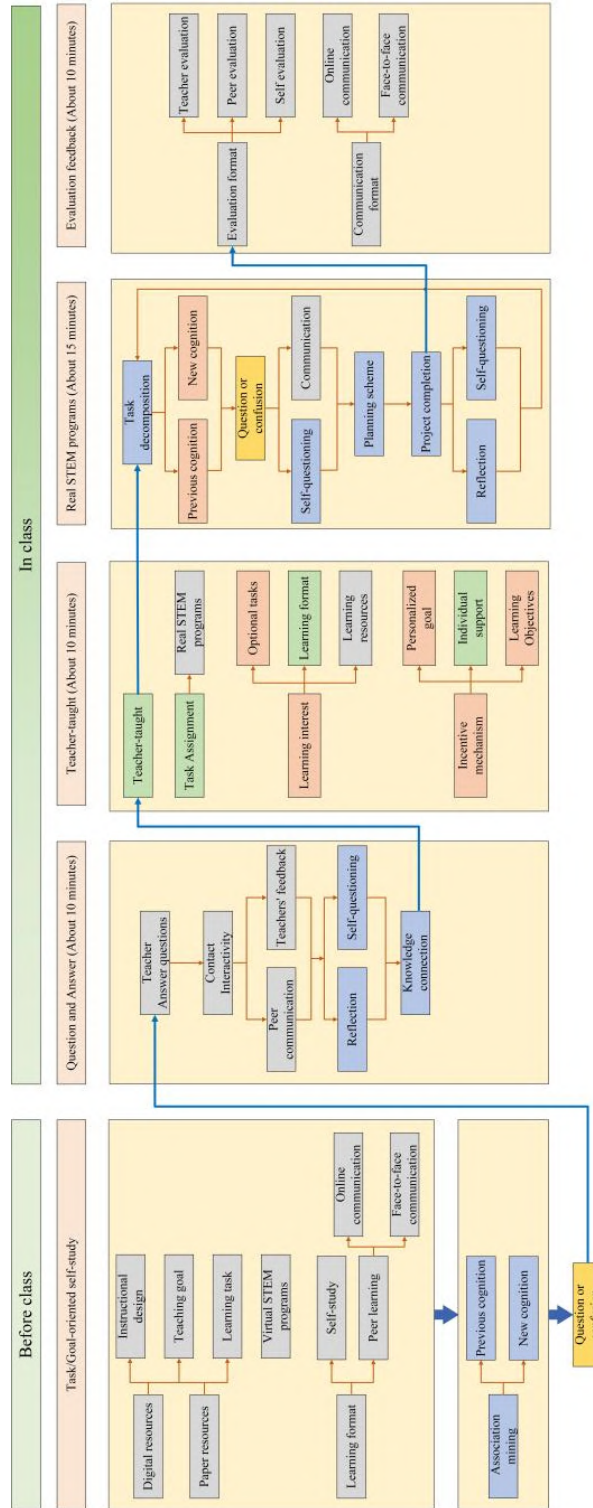 Before class
In class
Task/Goal-oriented self-study
Digital resources
Paper resources
Instructional
design
Teaching goal
Learning task
Virtual STEM
programs
Learning format
Self-study
Peer learning
Online
communication
Face-to-face
communication
Association
mining
Previous cognition
New cognition
Question or
Question and Answer (About 10 minutes)
Teacher
Answer questions
Contact
Interactivity
Peer
communication
Teachers' feedback
Reflection
Self-questioning
Knowledge
connection
Teacher-taught (About 10 minutes)
Teacher-taught
Task Assignment
Real STEM
programs
Learning interest
Optional tasks
Learning format
Learning
resources
Incentive
mechanism
Personalized
goal
Individual
support
Learning
Objectives
Real STEM programs (About 15 minutes)
Task
decomposition
Previous cognition
New cognition
Question or
confusion
Self-questioning
Communication
Planning scheme
Project completion
Reflection
Self-questioning
Evaluation feedback (About 10 minutes)
Evaluation format
Teacher evaluation
Peer evaluation
Self evaluation
Communication
format
Online
communication
Face-to-face
communication